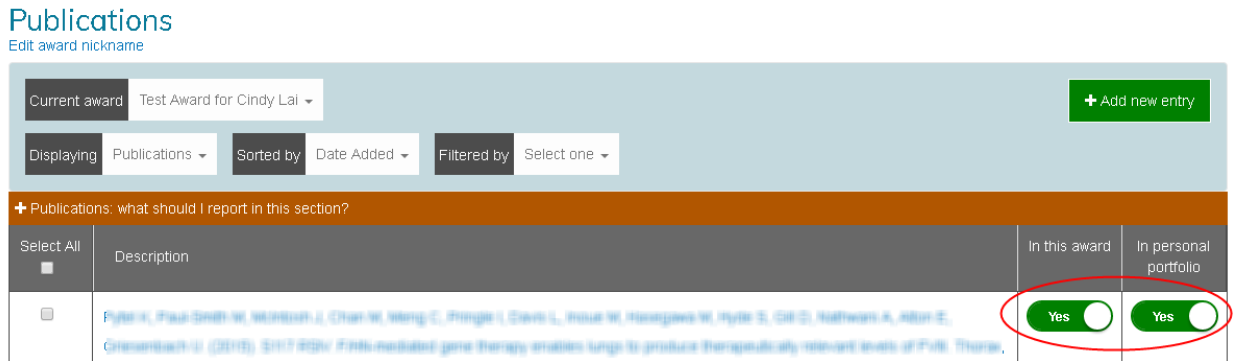 Publications
Edit award nickname
Current award Test Award for Cindy Lai
+ Add new entry
Displaying Publications Sorted by Date Added Filtered by Select one
+ Publications: what should I report in this section?
Select All Description In this award In personal portfolio
Yes Yes